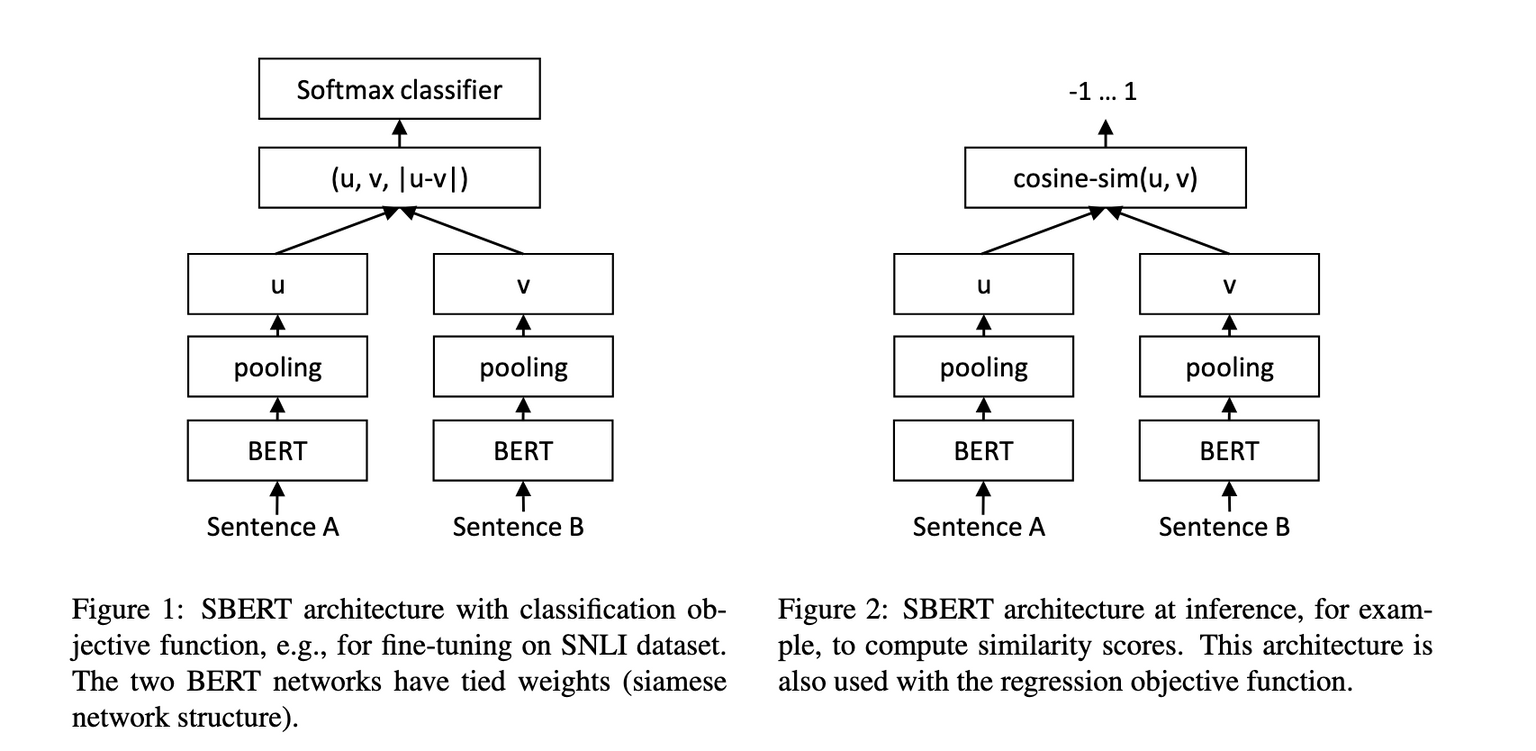 Softmax classifier
(u, v, |u-v|)
u
v
pooling
pooling
BERT
BERT
Sentence A
Sentence B
Figure 1: SBERT architecture with classification ob-
jective function, e.g., for fine-tuning on SNLI dataset.
The two BERT networks have tied weights (siamese
network structure).
-1 … 1
cosine-sim(u, v)
u
v
pooling
pooling
BERT
BERT
Sentence A
Sentence B
Figure 2: SBERT architecture at inference, for exam-
ple, to compute similarity scores. This architecture is
also used with the regression objective function.